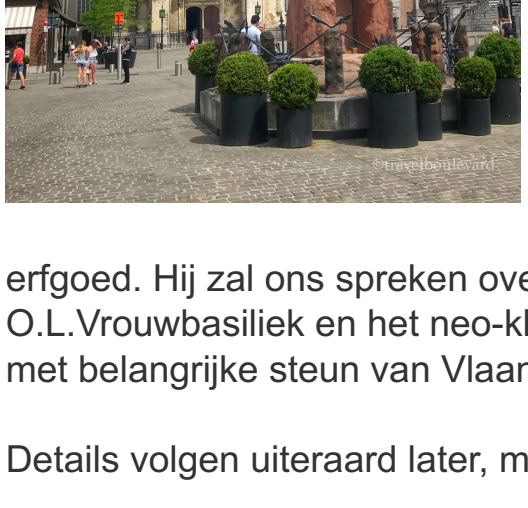 ©travelboulevard
erfgoed. Hij zal ons spreken ove
O.L.Vrouwbasiliek en het neo-kl
met belangrijke steun van Vlaan
Details volgen uiteraard later, m